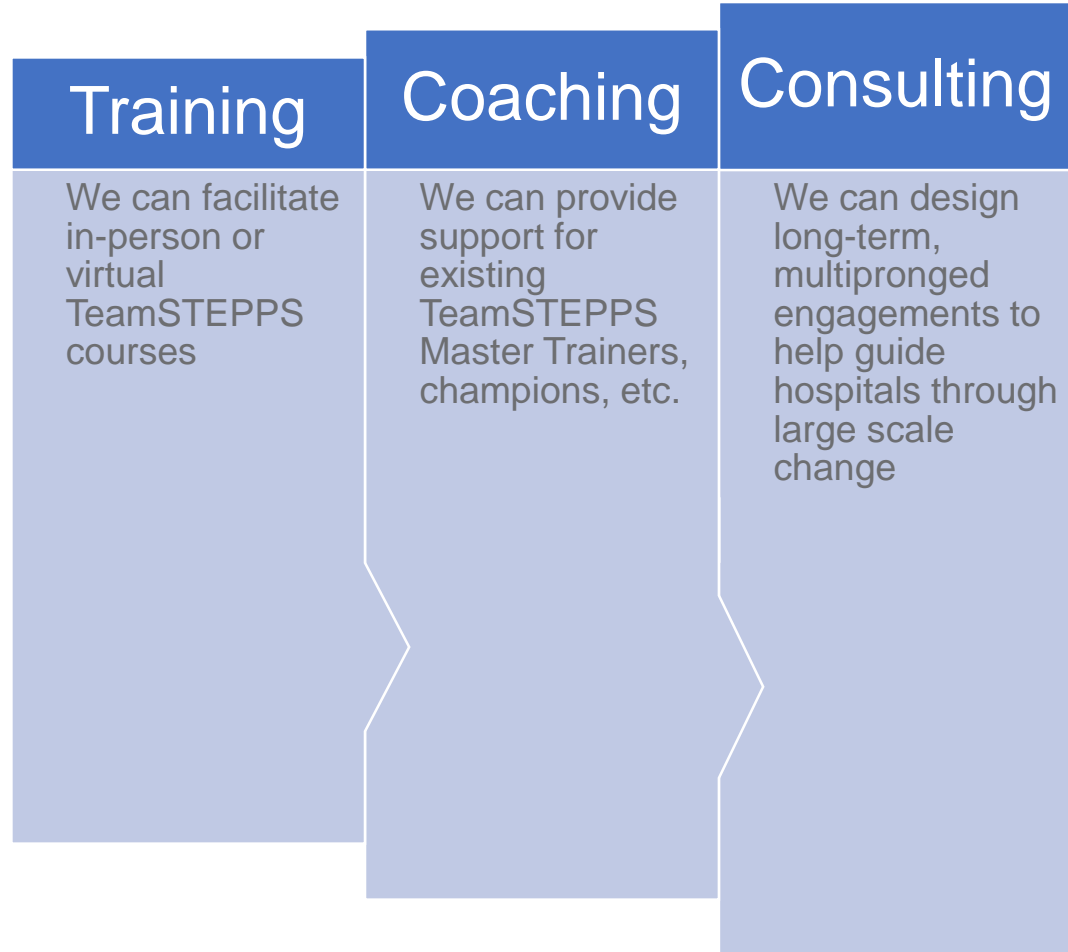 Training
We can facilitate
in-person or
virtual
TeamSTEPPS
courses
Coaching
We can provide
support for
existing
TeamSTEPPS
Master Trainers,
champions, etc.
Consulting
We can design
long-term,
multipronged
engagements to
help guide
hospitals through
large scale
change